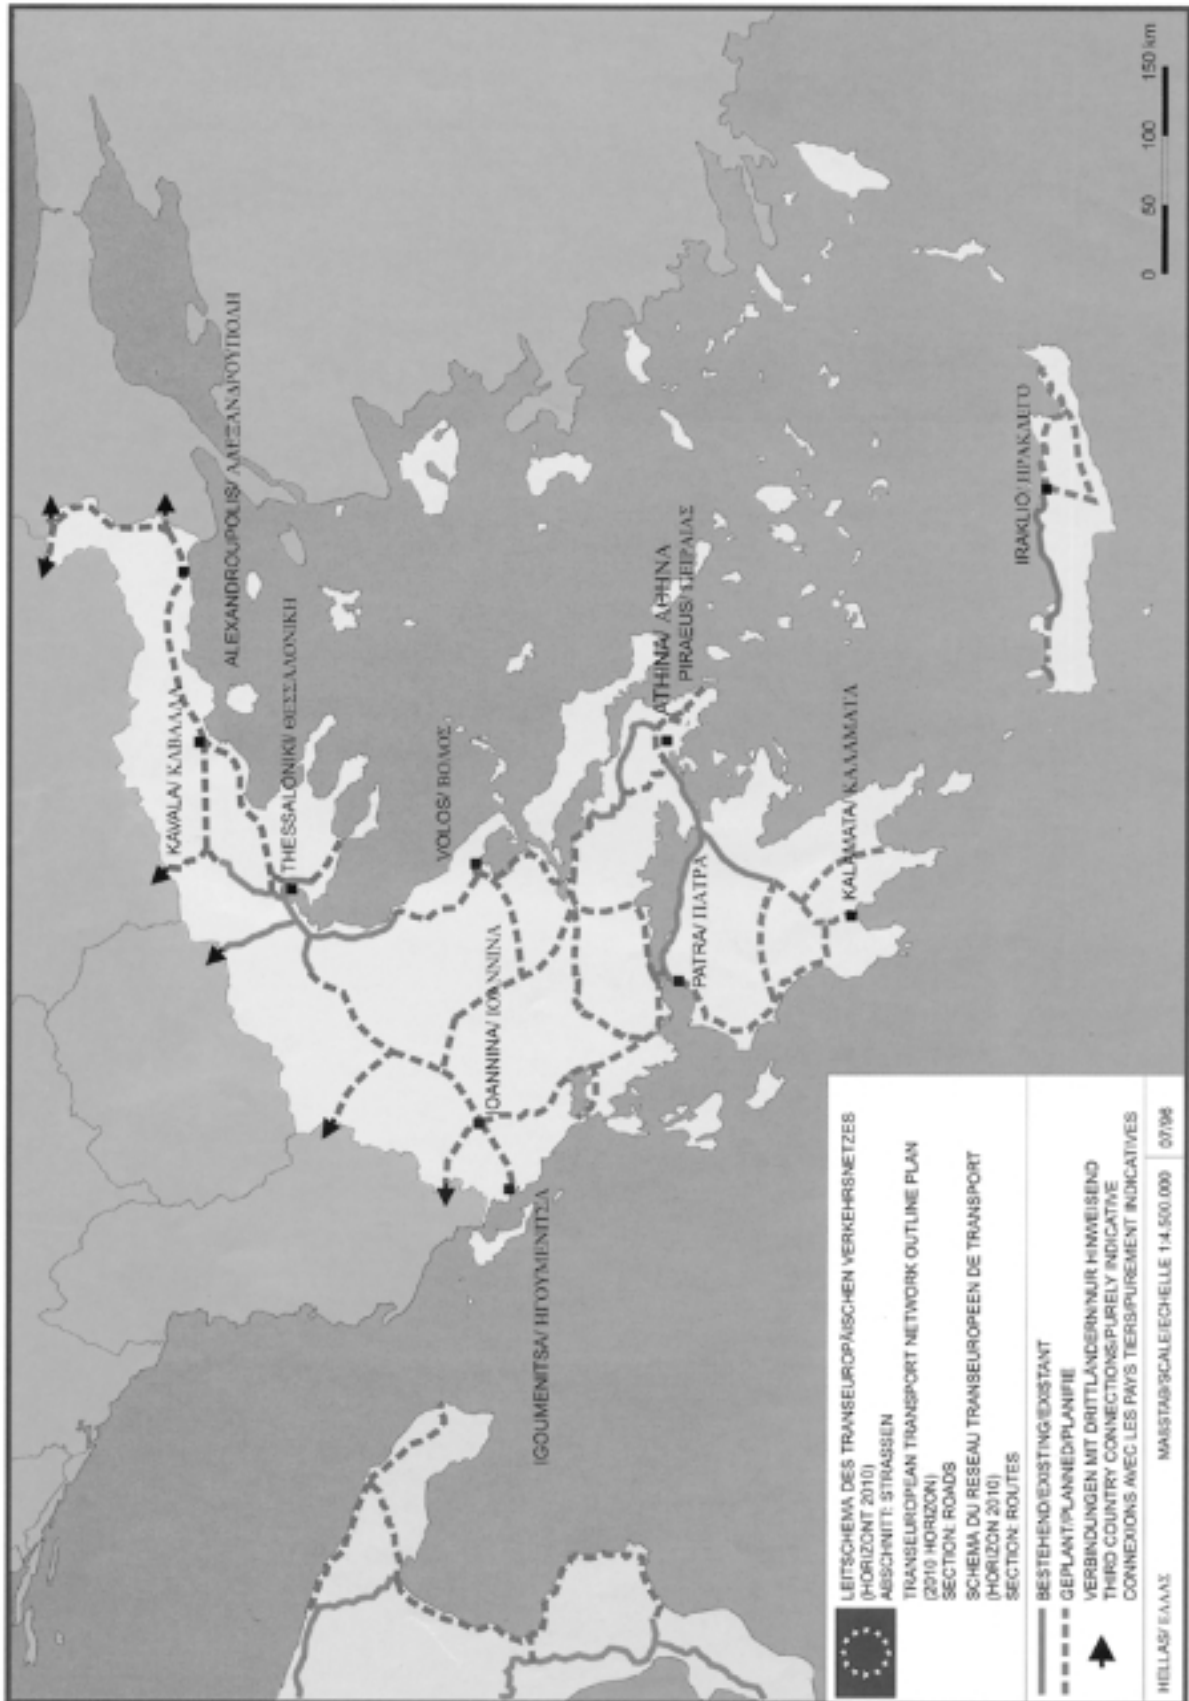 KAVALA/ ΚΑΒΑΛΑ
ALEXANDROUPOLIS/ ΑΛΕΞΑΝΔΡΟΥΠΟΛΗ
THESSALONIKI/ ΘΕΣΣΑΛΟΝΙΚΗ
IGOUMENITSA/ ΗΓΟΥΜΕΝΙΤΣΑ
IOANNINA/ ΙΟΑΝΝΙΝΑ
VOLOS/ ΒΟΛΟΣ
ATHINA/ ΑΘΗΝΑ
PIRAEUS/ ΠΕΙΡΑΙΑΣ
PATRA/ ΠΑΤΡΑ
KALAMATA/ ΚΑΛΑΜΑΤΑ
IRAKLIO/ ΗΡΑΚΛΕΓΟ
0 50 100 150 km
LEITSCHEMA DES TRANSEUROPÄISCHEN VERKEHRSNETZES
(HORIZONT 2010)
ABSCHNITT: STRASSEN
TRANSEUROPEAN TRANSPORT NETWORK OUTLINE PLAN
(2010 HORIZON)
SECTION: ROADS
SCHEMA DU RESEAU TRANSEUROPEEN DE TRANSPORT
(HORIZON 2010)
SECTION: ROUTES
BESTEHEND/EXISTING/EXISTANT
GEPLANT/PLANNED/PLANIFIE
VERBINDUNGEN MIT DRITTLÄNDERN/NUR HINWEISEND
THIRD COUNTRY CONNECTIONS/PURELY INDICATIVE
CONNEXIONS AVEC LES PAYS TIERS/PUREMENT INDICATIVES
HELLAS/ ΕΛΛΑΣ MASSTAB/SCALE/ECHELLE 1:4.500.000 07/96